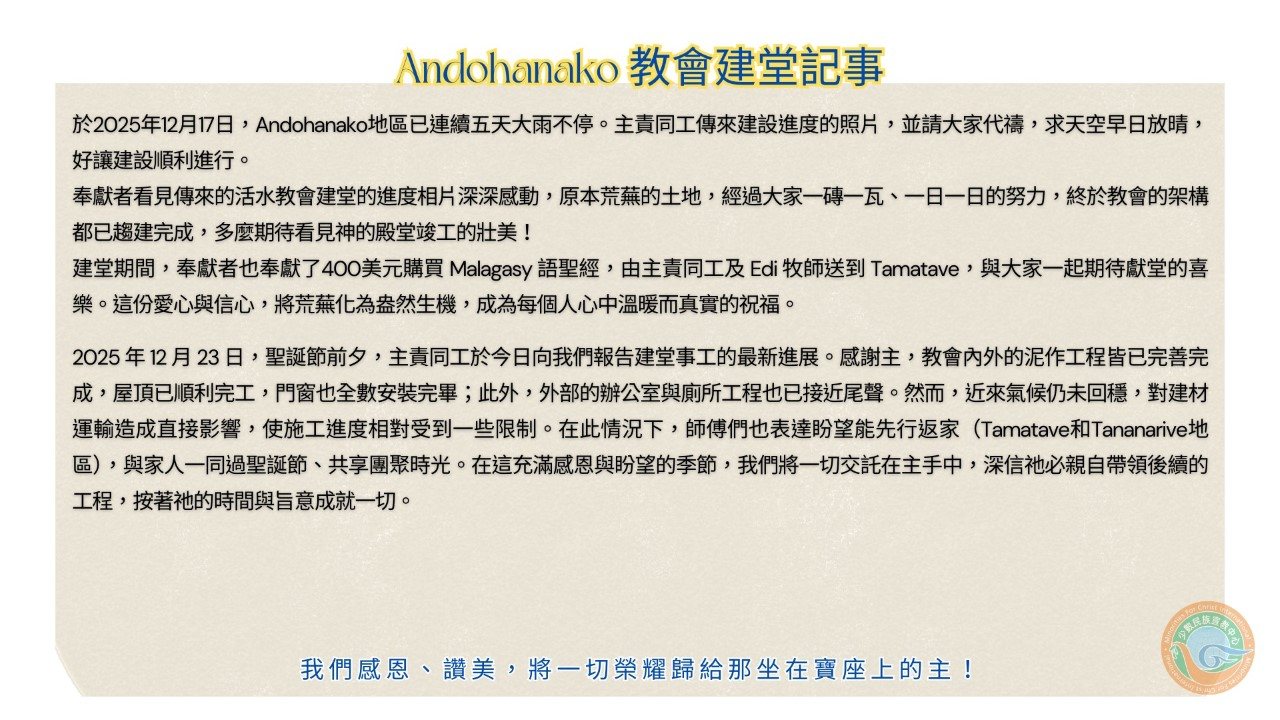 Andohanako 教會建堂記事
於2025年12月17日，Andohanako地區已連續五天大雨不停。主責同工傳來建設進度的照片，並請大家代禱，求天空早日放晴，
好讓建設順利進行。
奉獻者看見傳來的活水教會建堂的進度相片深深感動，原本荒蕪的土地，經過大家一磚一瓦、一日一日的努力，終於教會的架構
都已趨建完成，多麼期待看見神的殿堂竣工的壯美！
建堂期間，奉獻者也奉獻了400美元購買 Malagasy 語聖經，由主責同工及 Edi 牧師送到 Tamatave，與大家一起期待獻堂的喜
樂。這份愛心與信心，將荒蕪化為盎然生機，成為每個人心中溫暖而真實的祝福。
2025 年 12 月 23 日，聖誕節前夕，主責同工於今日向我們報告建堂事工的最新進展。感謝主，教會內外的泥作工程皆已完善完
成，屋頂已順利完工，門窗也全數安裝完畢；此外，外部的辦公室與廁所工程也已接近尾聲。然而，近來氣候仍未回穩，對建材
運輸造成直接影響，使施工進度相對受到一些限制。在此情況下，師傅們也表達盼望能先行返家（Tamatave和Tananarive地
區），與家人一同過聖誕節、共享團聚時光。在這充滿感恩與盼望的季節，我們將一切交託在主手中，深信祂必親自帶領後續的
工程，按著祂的時間與旨意成就一切。
我們感恩、讚美，將一切榮耀歸給那坐在寶座上的主！
少數民族宣教中心